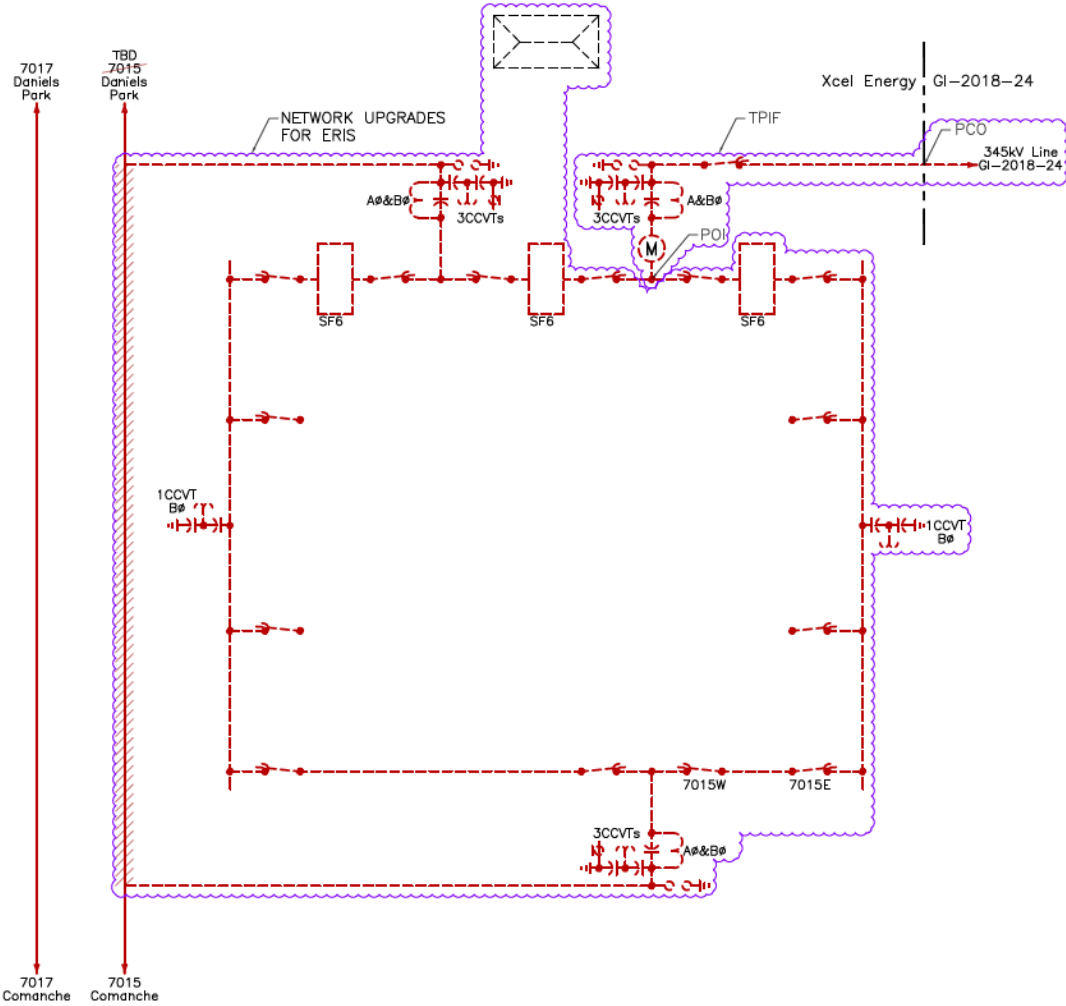 7017
Daniels
Park
TBD
7015
Daniels
Park
NETWORK UPGRADES
FOR ERIS
TPIF
Xcel Energy
GI-2018-24
PCO
345kV Line
GI-2018-24
AØ&BØ
3CCVTs
3CCVTs
A&BØ
M
POI
SF6
SF6
SF6
1CCVT
BØ
1CCVT
BØ
7015W
7015E
3CCVTs
AØ&BØ
7017
Comanche
7015
Comanche